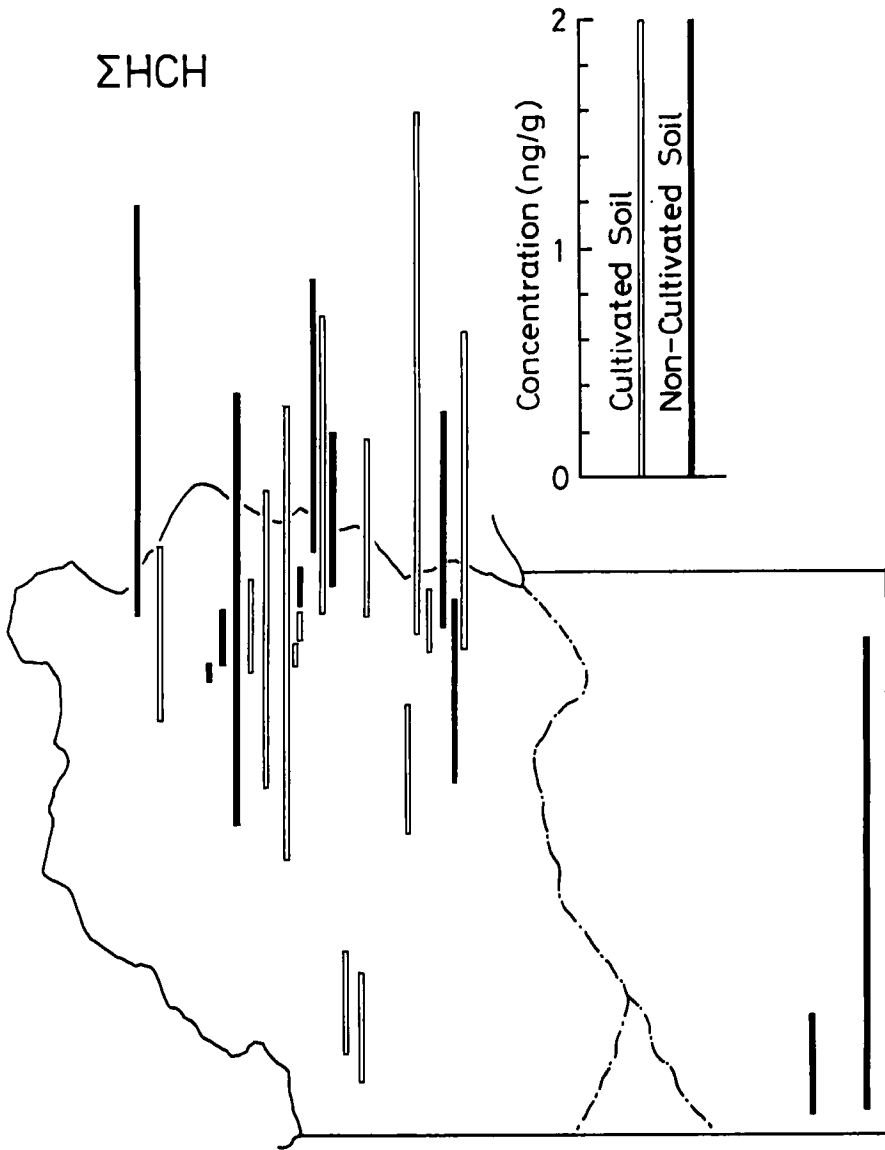 ΣHCH
2
1
0
Concentration (ng/g)
Cultivated Soil
Non-Cultivated Soil